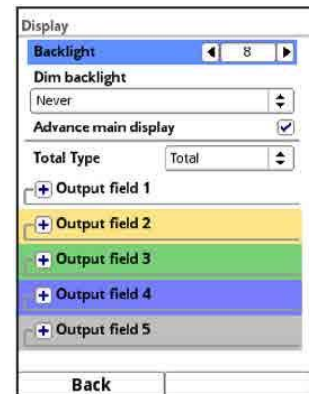 Display
Backlight 8
Dim backlight
Never
Advance main display
Total Type Total
Output field 1
Output field 2
Output field 3
Output field 4
Output field 5
Back